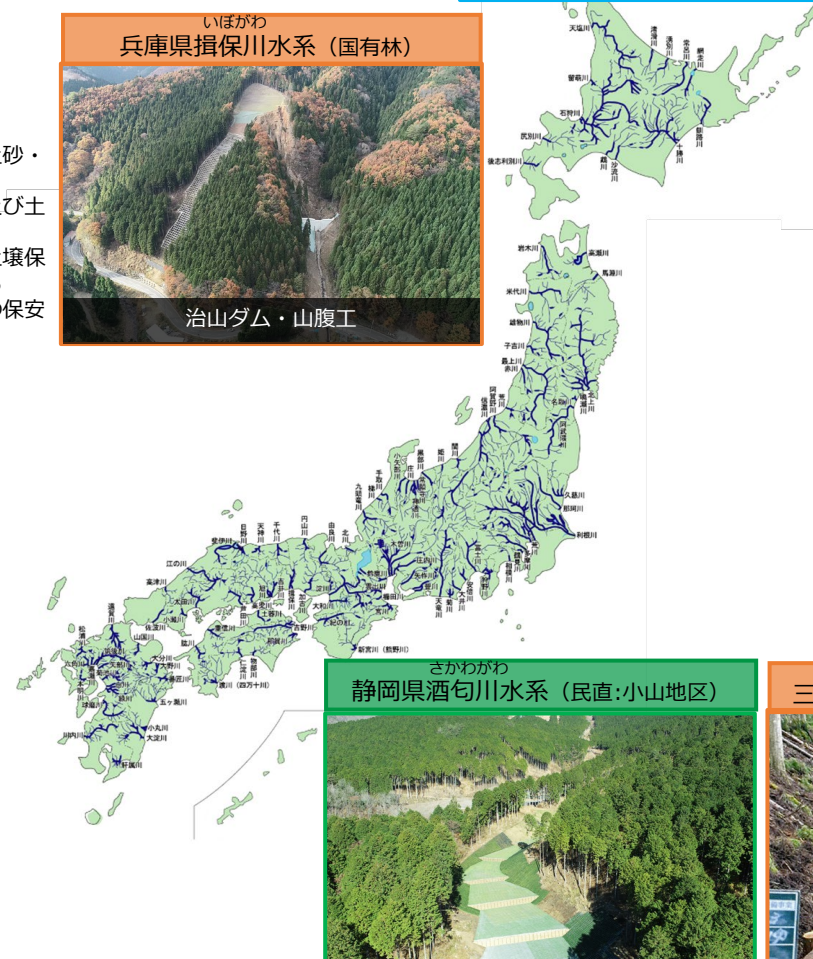 いぼがわ
兵庫県揖保川水系（国有林）
砂・
び土
壌保
保安
治山ダム・山腹工
天塩川
湧別川
常呂川
網走川
留萌川
石狩川
釧路川
尻別川
十勝川
後志利別川
鵡川
沙流川
岩木川
高瀬川
馬淵川
米代川
雄物川
子吉川
最上川
赤川
荒川
阿賀野川
信濃川
名取川
鳴瀬川
北上川
阿武隈川
関川
姫川
黒部川
常願寺川
神通川
庄川
小矢部川
手取川
梯川
九頭竜川
久慈川
那珂川
利根川
荒川
多摩川
鶴見川
相模川
富士川
狩野川
安倍川
大井川
菊川
天竜川
豊川
矢作川
庄内川
木曽川
鈴鹿川
雲出川
櫛田川
宮川
北川
由良川
円山川
千代川
天神川
日野川
斐伊川
江の川
高津川
淀川
大和川
紀の川
加古川
揖保川
吉井川
旭川
高梁川
芦田川
太田川
小瀬川
佐波川
新宮川（熊野川）
吉野川
那賀川
土器川
重信川
物部川
仁淀川
渡川（四万十川）
肱川
遠賀川
山国川
松浦川
筑後川
矢部川
六角川
嘉瀬川
本明川
菊池川
白川
緑川
球磨川
大分川
大野川
番匠川
五ヶ瀬川
小丸川
大淀川
川内川
肝属川
さかわがわ
静岡県酒匂川水系（民直:小山地区）
三